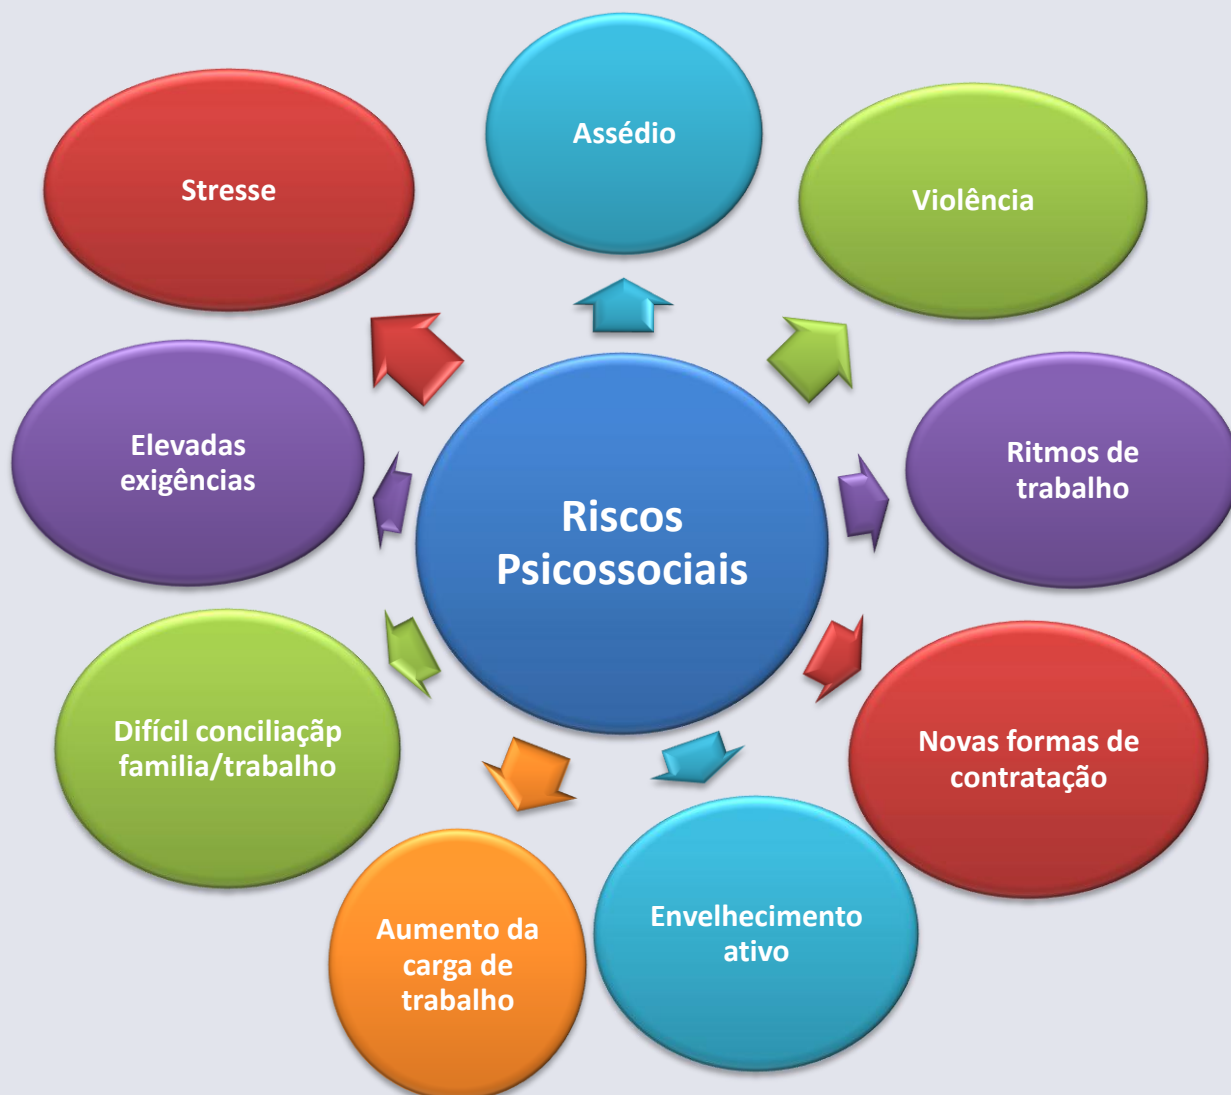 Assédio
Stresse
Violência
Elevadas
exigências
Ritmos de
trabalho
Riscos
Psicossociais
Difícil conciliaçãp
familia/trabalho
Novas formas de
contratação
Aumento da
carga de
trabalho
Envelhecimento
ativo